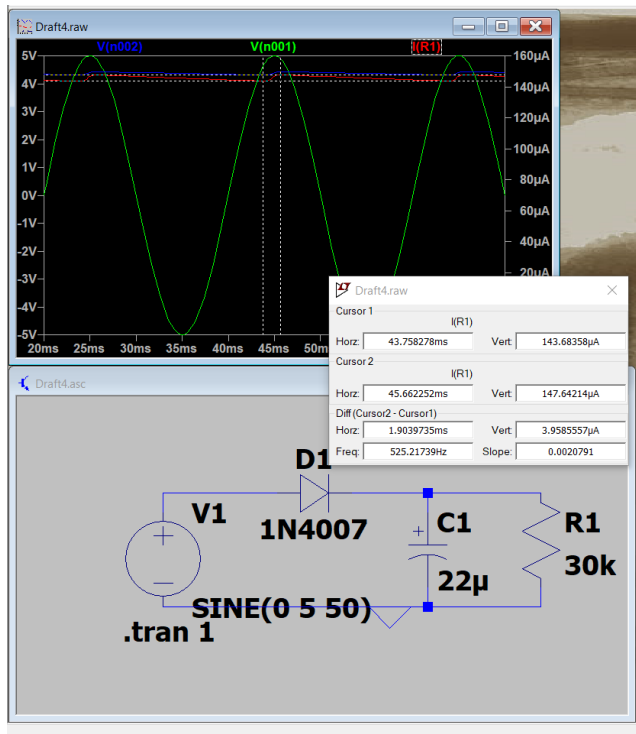 Draft4.raw
V(n002) V(n001) I(R1)
5V 160µA
4V 140µA
3V 120µA
2V 100µA
1V 80µA
0V 60µA
-1V 40µA
-2V 20µA
-3V
-4V
-5V
20ms 25ms 30ms 35ms 40ms 45ms 50m
Draft4.raw
Cursor 1
I(R1)
Horz: 43.758278ms Vert: 143.68358µA
Cursor 2
I(R1)
Horz: 45.662252ms Vert: 147.64214µA
Diff (Cursor2 - Cursor1)
Horz: 1.9039735ms Vert: 3.9585557µA
Freq: 525.21739Hz Slope: 0.0020791
Draft4.asc
D1
V1 1N4007 C1 R1
+
22µ 30k
SINE(0 5 50)
.tran 1